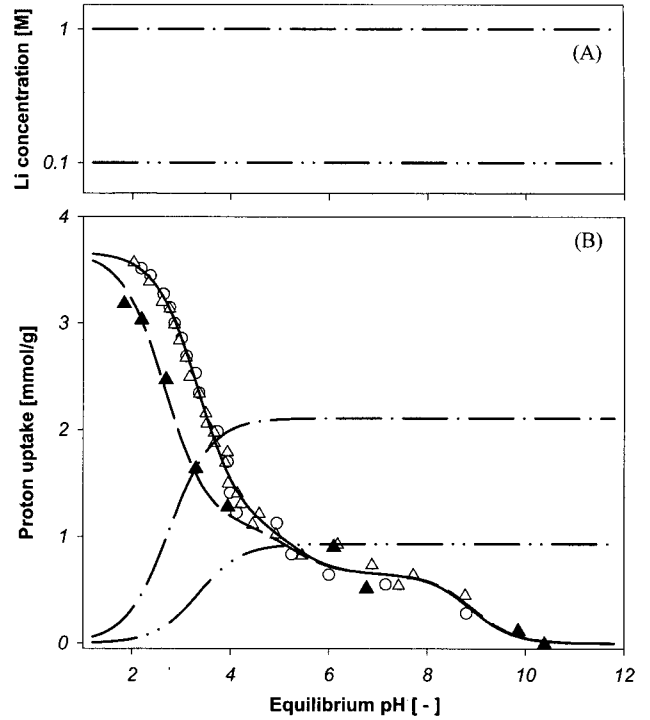 Li concentration [M]
1
0.1
(A)
Proton uptake [mmol/g]
4
3
2
1
0
(B)
2 4 6 8 10 12
Equilibrium pH [ - ]